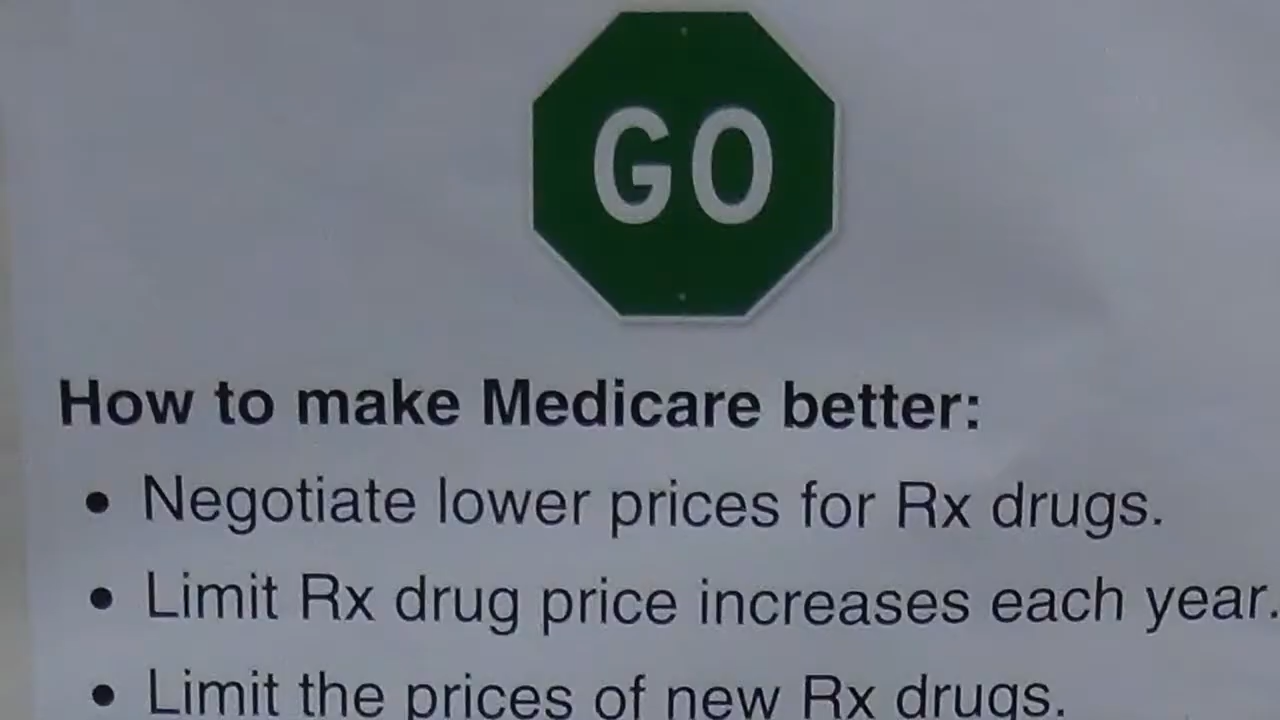 GO
How to make Medicare better:
• Negotiate lower prices for Rx drugs.
• Limit Rx drug price increases each year.
• Limit the prices of new Rx drugs.